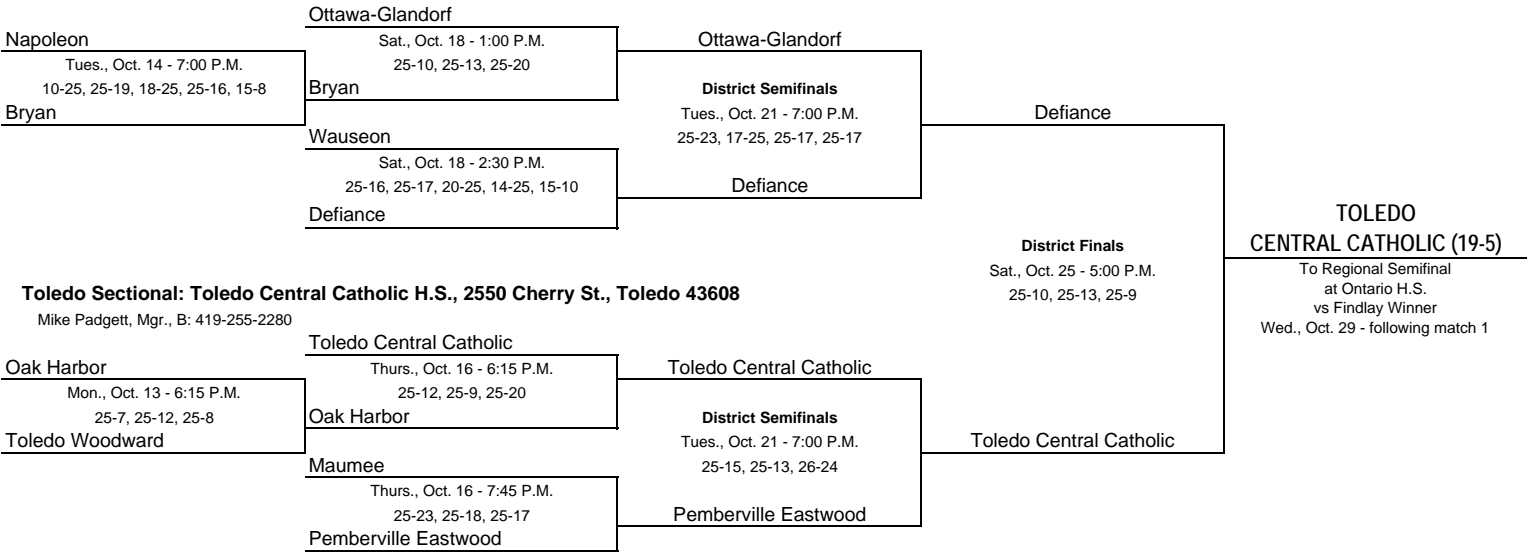 Ottawa-Glandorf
Napoleon
Sat., Oct. 18 - 1:00 P.M.
Ottawa-Glandorf
Tues., Oct. 14 - 7:00 P.M.
25-10, 25-13, 25-20
10-25, 25-19, 18-25, 25-16, 15-8
Bryan
District Semifinals
Bryan
Tues., Oct. 21 - 7:00 P.M.
Defiance
Wauseon
25-23, 17-25, 25-17, 25-17
Sat., Oct. 18 - 2:30 P.M.
25-16, 25-17, 20-25, 14-25, 15-10
Defiance
Defiance
TOLEDO
CENTRAL CATHOLIC (19-5)
District Finals
Sat., Oct. 25 - 5:00 P.M.
25-10, 25-13, 25-9
To Regional Semifinal
at Ontario H.S.
vs Findlay Winner
Wed., Oct. 29 - following match 1
Toledo Sectional: Toledo Central Catholic H.S., 2550 Cherry St., Toledo 43608
Mike Padgett, Mgr., B: 419-255-2280
Toledo Central Catholic
Oak Harbor
Thurs., Oct. 16 - 6:15 P.M.
Toledo Central Catholic
Mon., Oct. 13 - 6:15 P.M.
25-12, 25-9, 25-20
25-7, 25-12, 25-8
Oak Harbor
District Semifinals
Toledo Woodward
Tues., Oct. 21 - 7:00 P.M.
Toledo Central Catholic
Maumee
25-15, 25-13, 26-24
Thurs., Oct. 16 - 7:45 P.M.
25-23, 25-18, 25-17
Pemberville Eastwood
Pemberville Eastwood